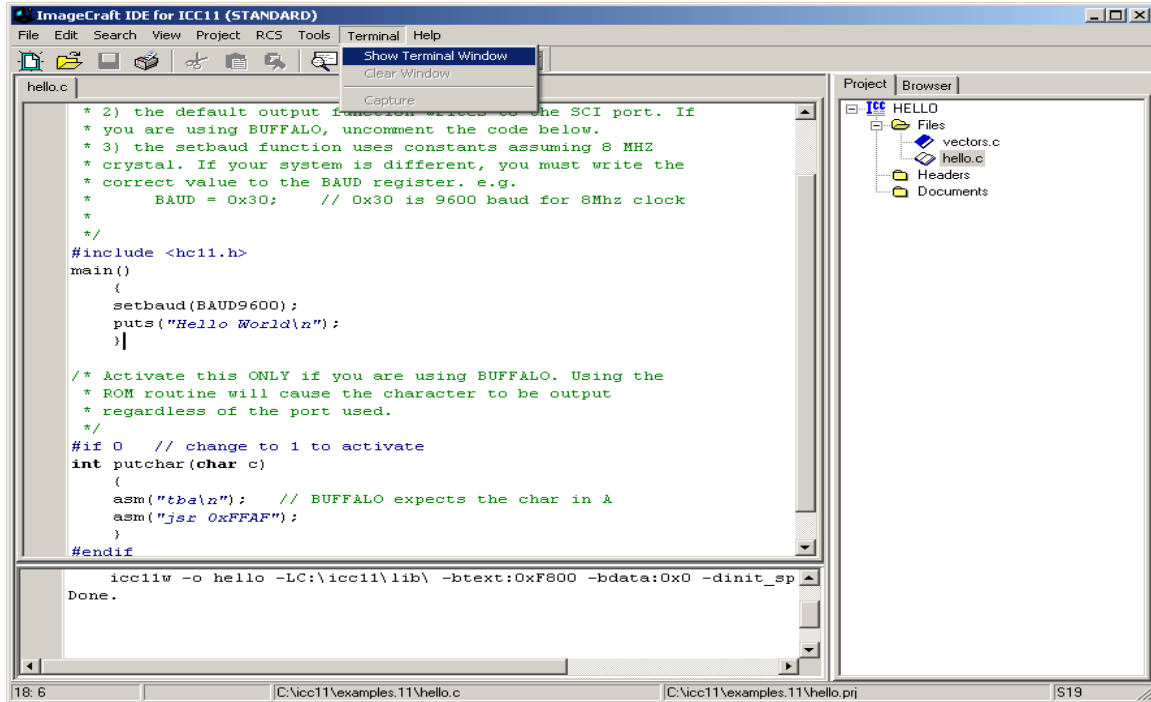 ImageCraft IDE for ICC11 (STANDARD)
File Edit Search View Project RCS Tools Terminal Help
Show Terminal Window
Clear Window
Capture
hello.c
* 2) the default output function writes to the SCI port. If
* you are using BUFFALO, uncomment the code below.
* 3) the setbaud function uses constants assuming 8 MHZ
* crystal. If your system is different, you must write the
* correct value to the BAUD register. e.g.
* BAUD = 0x30; // 0x30 is 9600 baud for 8Mhz clock
*
*/
#include <hc11.h>
main()
{
setbaud(BAUD9600);
puts("Hello World\n");
}
/* Activate this ONLY if you are using BUFFALO. Using the
* ROM routine will cause the character to be output
* regardless of the port used.
*/
#if 0 // change to 1 to activate
int putchar(char c)
{
asm("tba\n"); // BUFFALO expects the char in A
asm("jsr 0xFFAF");
}
#endif
icc11w -o hello -LC:\icc11\lib\ -btext:0xF800 -bdata:0x0 -dinit_sp
Done.
Project Browser
ICC HELLO
Files
vectors.c
hello.c
Headers
Documents
18: 6 C:\icc11\examples.11\hello.c C:\icc11\examples.11\hello.prj S19